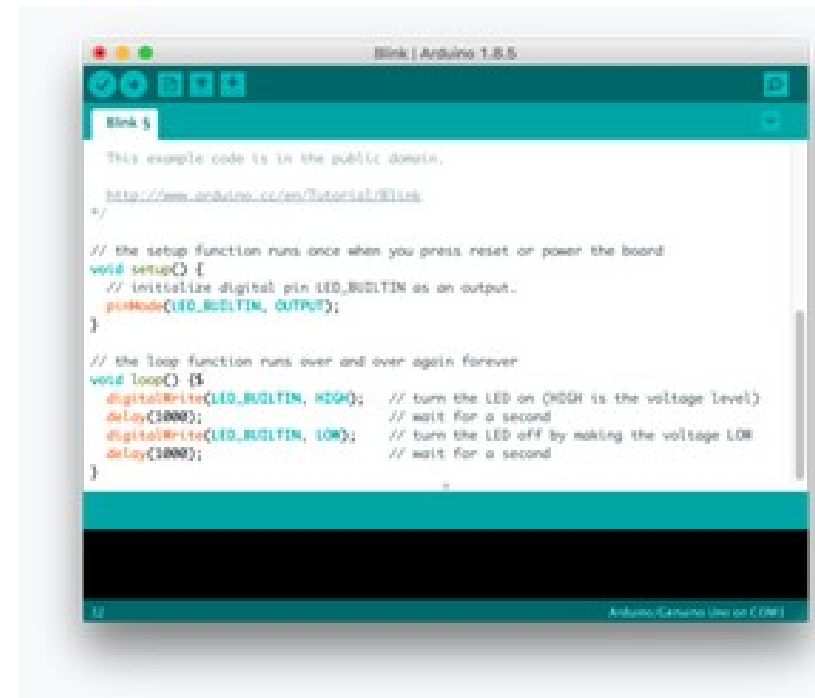 Blink | Arduino 1.8.5
Blink §
This example code is in the public domain.
http://www.arduino.cc/en/Tutorial/Blink
*/
// the setup function runs once when you press reset or power the board
void setup() {
// initialize digital pin LED_BUILTIN as an output.
pinMode(LED_BUILTIN, OUTPUT);
}
// the loop function runs over and over again forever
void loop() {$
digitalWrite(LED_BUILTIN, HIGH); // turn the LED on (HIGH is the voltage level)
delay(1000); // wait for a second
digitalWrite(LED_BUILTIN, LOW); // turn the LED off by making the voltage LOW
delay(1000); // wait for a second
}
Arduino/Genuino Uno on COM1